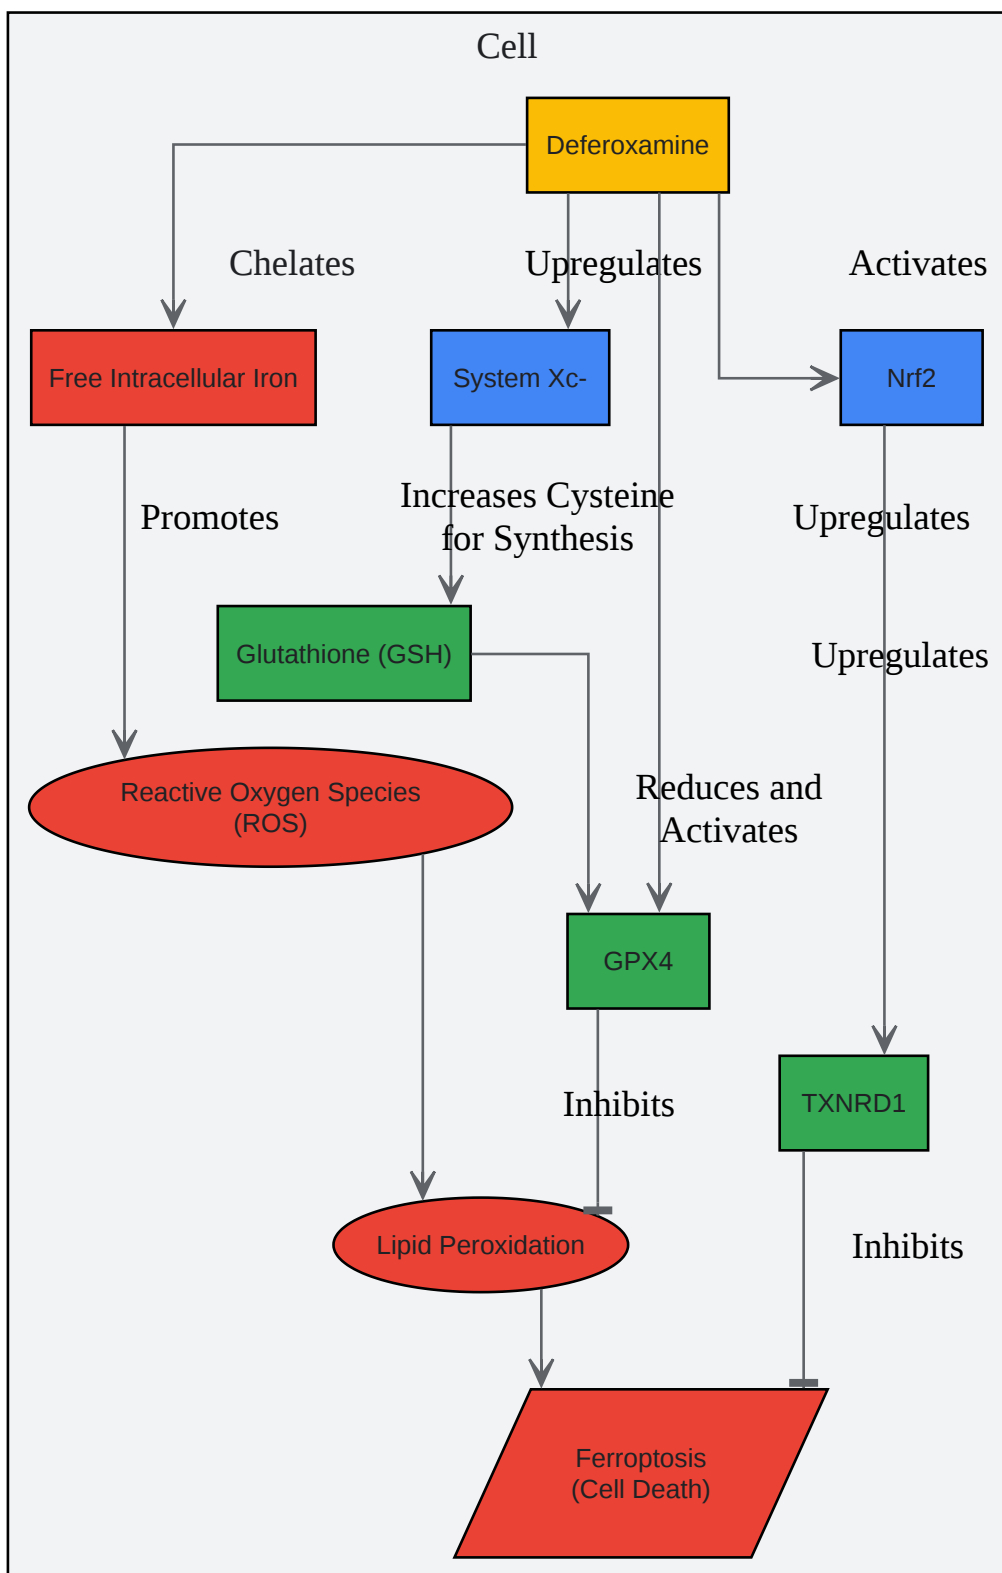 Cell
Deferoxamine
Chelates
Upregulates
Activates
Free Intracellular Iron
System Xc-
Nrf2
Promotes
Increases Cysteine
for Synthesis
Upregulates
Glutathione (GSH)
Upregulates
Reactive Oxygen Species
(ROS)
Reduces and
Activates
GPX4
Inhibits
TXNRD1
Lipid Peroxidation
Inhibits
Ferroptosis
(Cell Death)